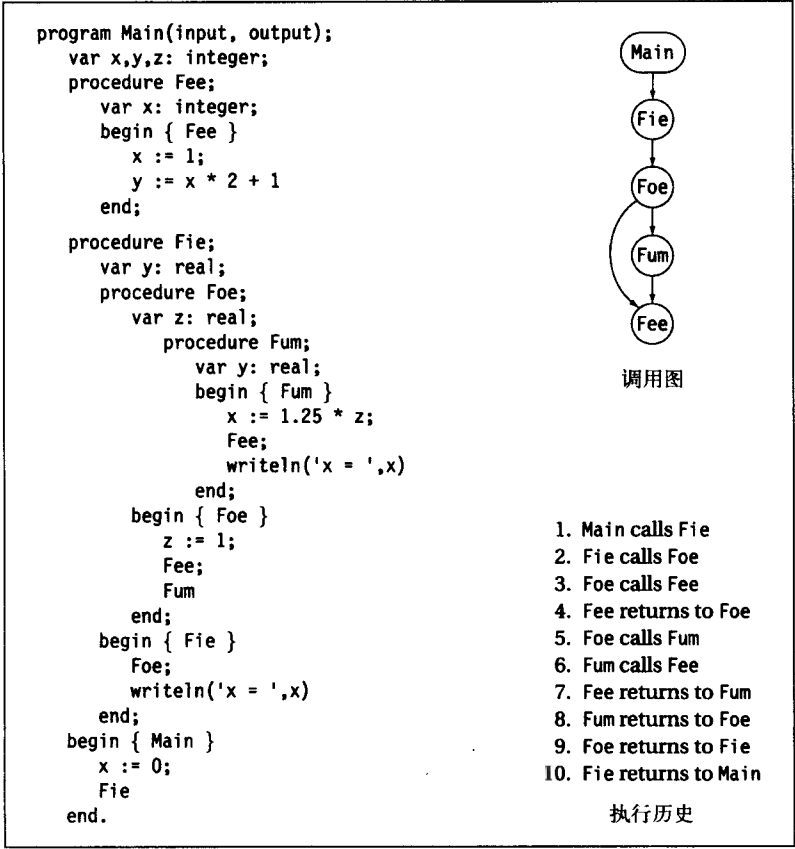 program Main(input, output);
var x,y,z: integer;
procedure Fee;
var x: integer;
begin { Fee }
x := 1;
y := x * 2 + 1
end;
procedure Fie;
var y: real;
procedure Foe;
var z: real;
procedure Fum;
var y: real;
begin { Fum }
x := 1.25 * z;
Fee;
writeln('x = ',x)
end;
begin { Foe }
z := 1;
Fee;
Fum
end;
begin { Fie }
Foe;
writeln('x = ',x)
end;
begin { Main }
x := 0;
Fie
end.
Main
Fie
Foe
Fum
Fee
调用图
1. Main calls Fie
2. Fie calls Foe
3. Foe calls Fee
4. Fee returns to Foe
5. Foe calls Fum
6. Fum calls Fee
7. Fee returns to Fum
8. Fum returns to Foe
9. Foe returns to Fie
10. Fie returns to Main
执行历史